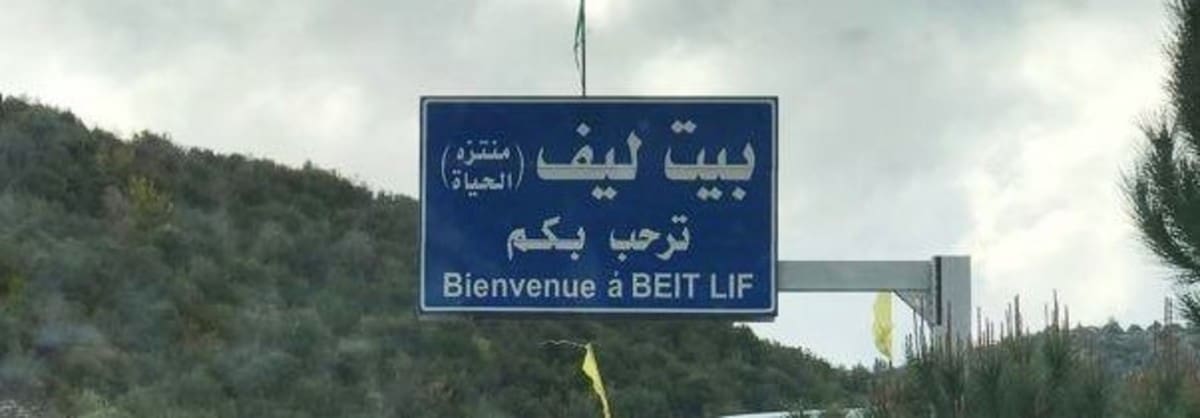 بيت ليف (منتزه الحياة)
ترحب بكم
Bienvenue á BEIT LIF